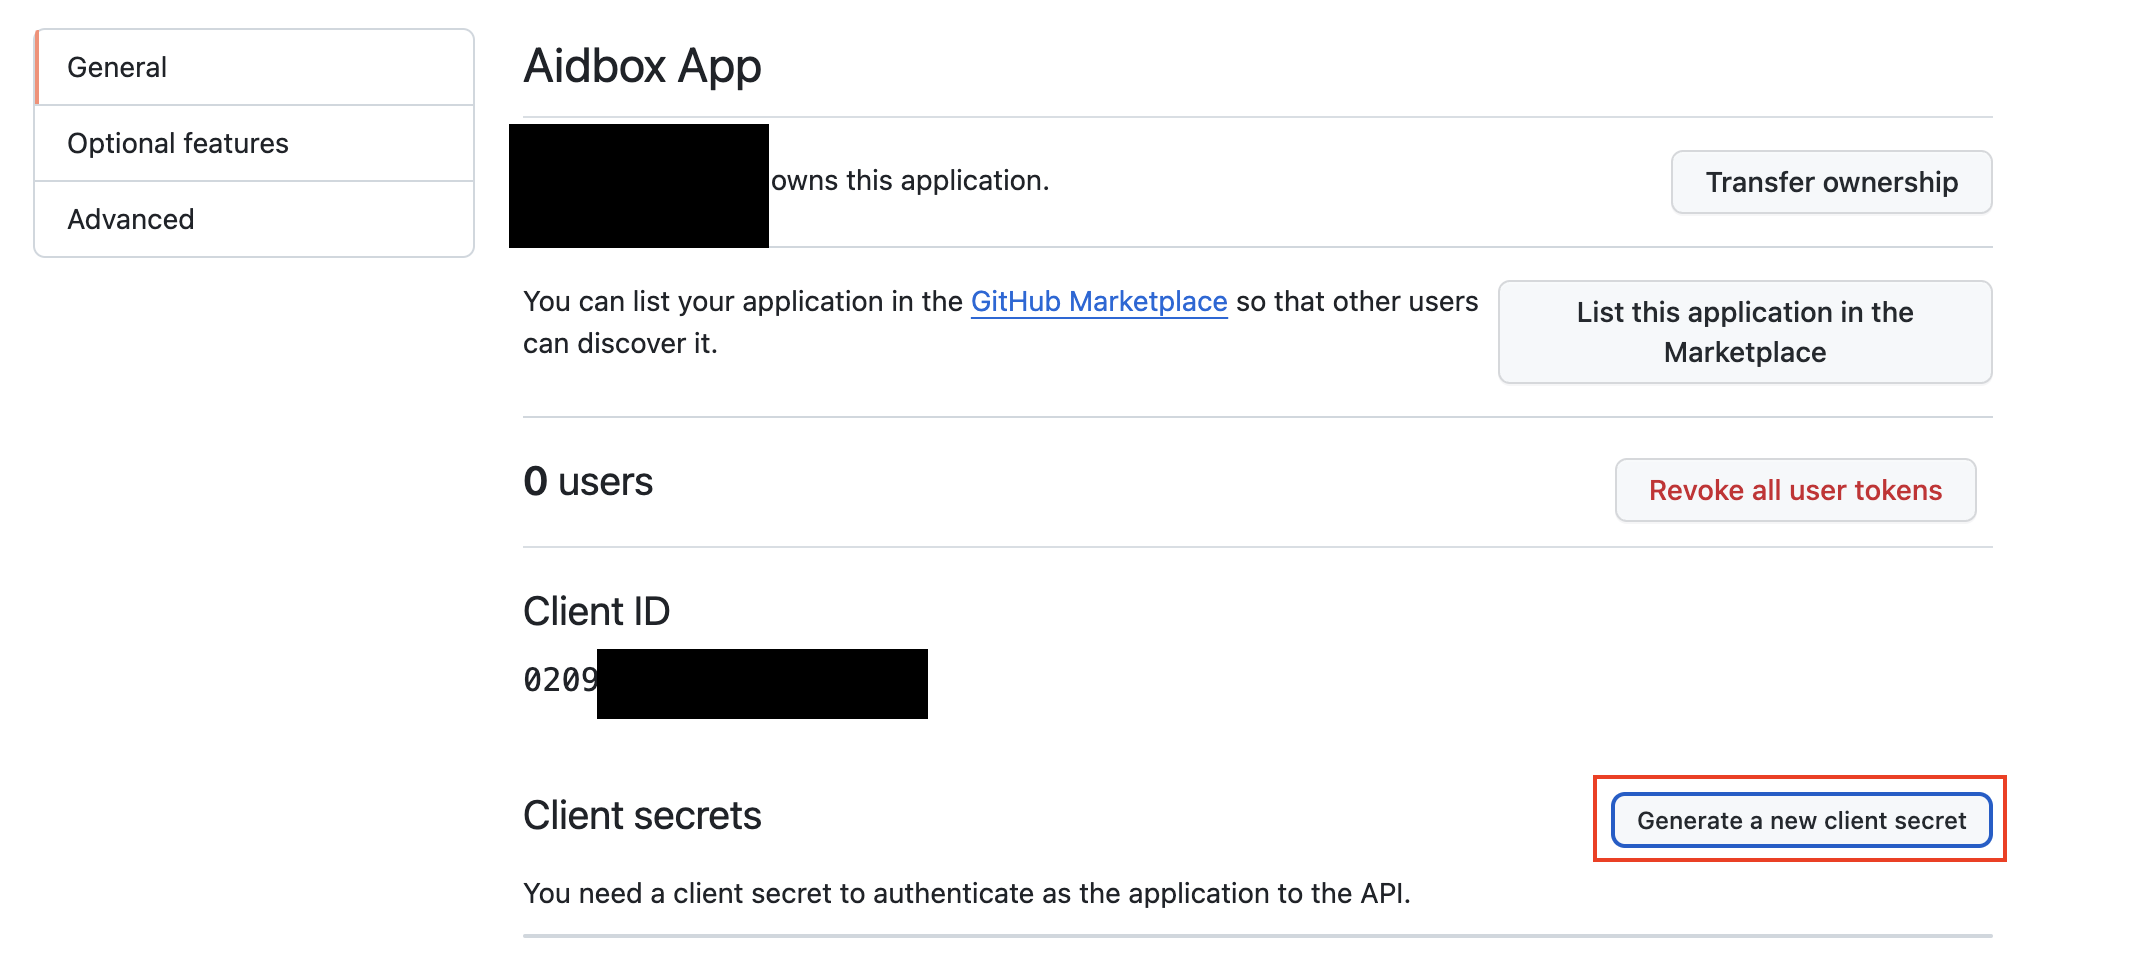 General
Optional features
Advanced
Aidbox App
owns this application.
Transfer ownership
You can list your application in the GitHub Marketplace so that other users
can discover it.
List this application in the
Marketplace
0 users
Revoke all user tokens
Client ID
0209
Client secrets
Generate a new client secret
You need a client secret to authenticate as the application to the API.